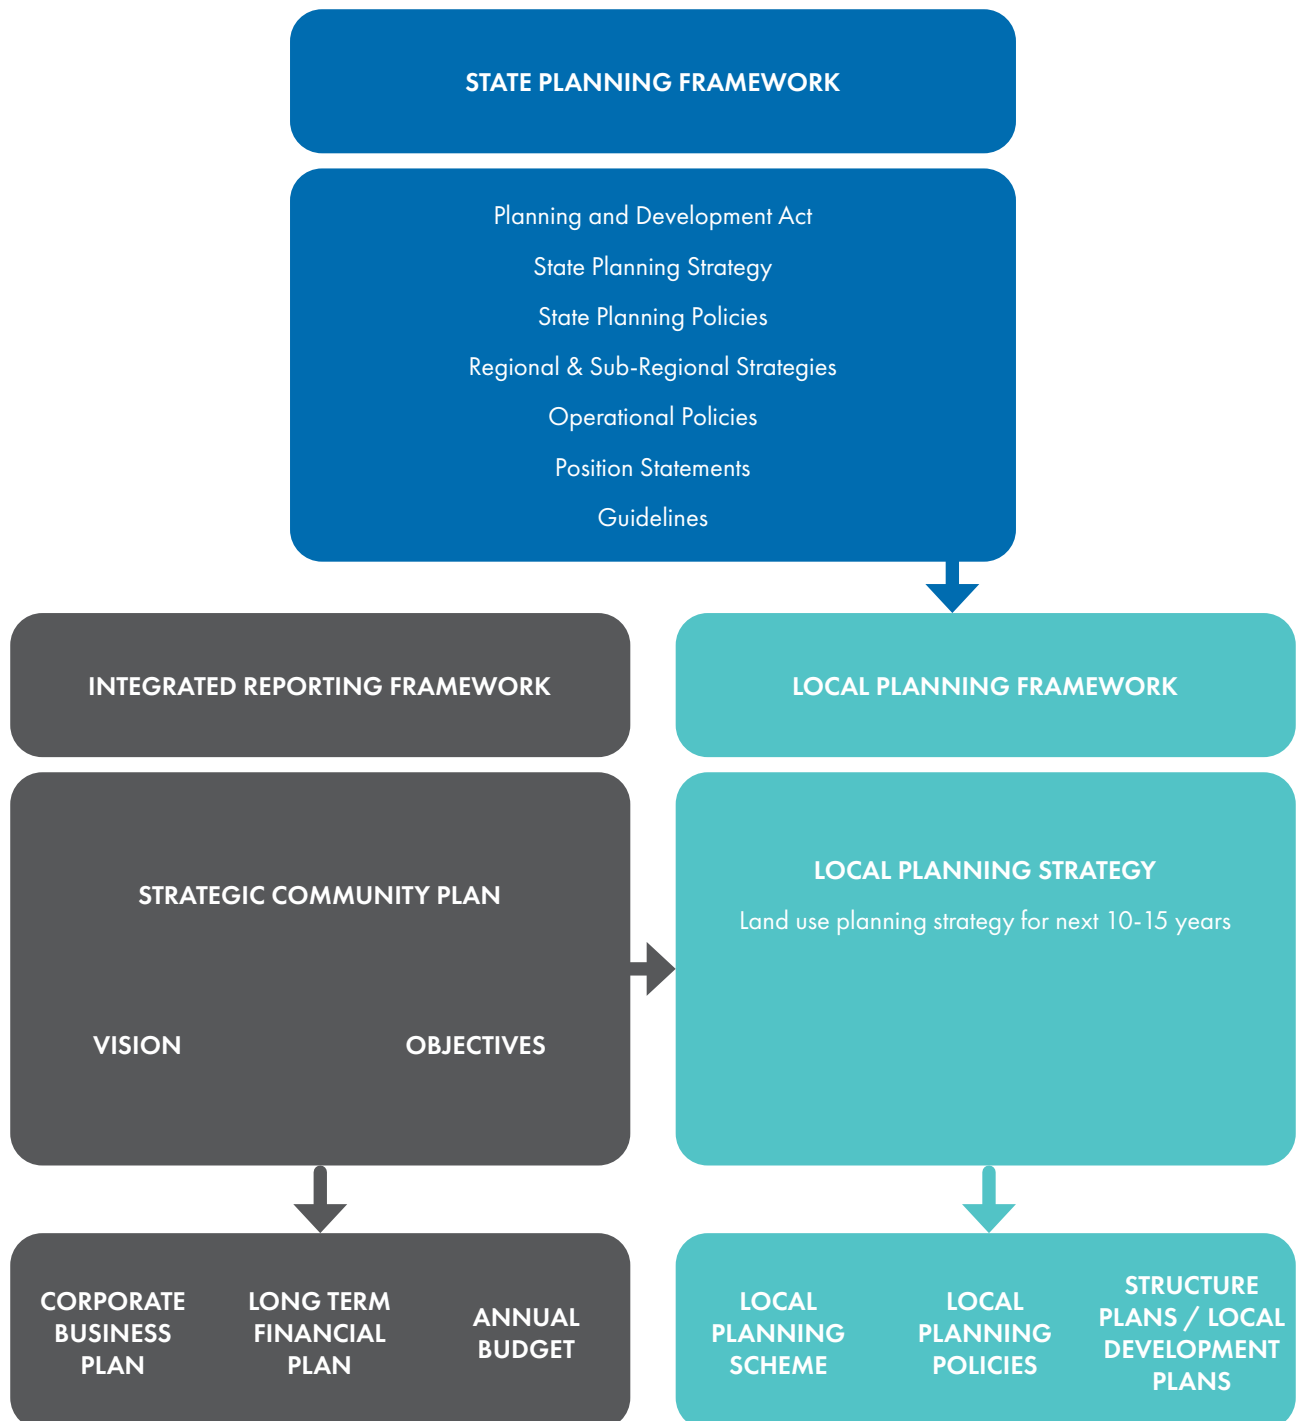 STATE PLANNING FRAMEWORK
Planning and Development Act
State Planning Strategy
State Planning Policies
Regional & Sub-Regional Strategies
Operational Policies
Position Statements
Guidelines
INTEGRATED REPORTING FRAMEWORK
LOCAL PLANNING FRAMEWORK
STRATEGIC COMMUNITY PLAN
VISION
OBJECTIVES
LOCAL PLANNING STRATEGY
Land use planning strategy for next 10-15 years
CORPORATE
BUSINESS
PLAN
LONG TERM
FINANCIAL
PLAN
ANNUAL
BUDGET
LOCAL
PLANNING
SCHEME
LOCAL
PLANNING
POLICIES
STRUCTURE
PLANS / LOCAL
DEVELOPMENT
PLANS